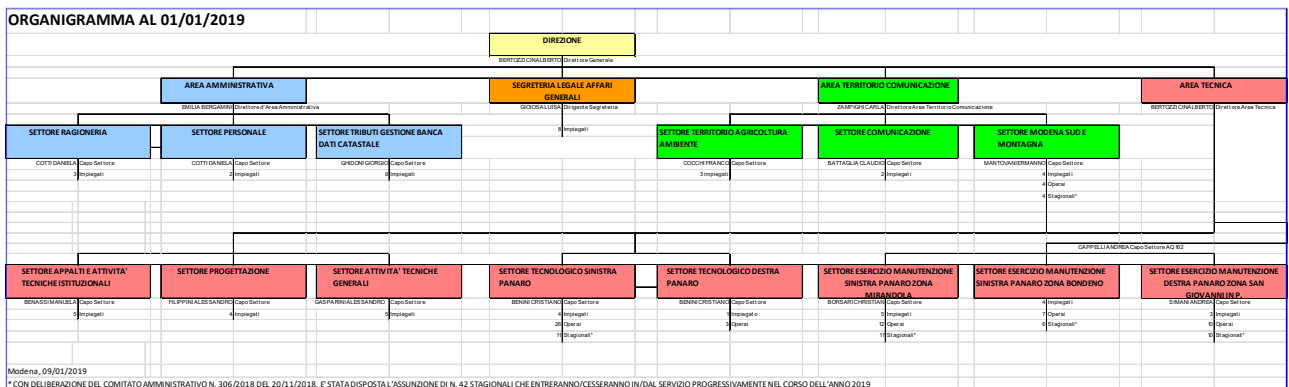 ORGANIGRAMMA AL 01/01/2019
DIREZIONE
BERTOZZI CINALBERTO Direttore Generale
AREA AMMINISTRATIVA
SEGRETERIA LEGALE AFFARI
GENERALI
AREA TERRITORIO COMUNICAZIONE
AREA TECNICA
EMILIA BERGAMINI Direttore d'Area Amministrativa
GIOIOSA LUISA Dirigente Segreteria
ZAMPIGHI CARLA Direttore Area Territorio Comunicazione
BERTOZZI CINALBERTO Direttore Area Tecnica
8 Impiegati
SETTORE RAGIONERIA
SETTORE PERSONALE
SETTORE TRIBUTI GESTIONE BANCA
DATI CATASTALE
SETTORE TERRITORIO AGRICOLTURA
AMBIENTE
SETTORE COMUNICAZIONE
SETTORE MODENA SUD E
MONTAGNA
COTTI DANIELA Capo Settore
COTTI DANIELA Capo Settore
GHIDONI GIORGIO Capo Settore
COCCHI FRANCO Capo Settore
BATTAGLIA CLAUDIO Capo Settore
MANTOVANI ERMANNO Capo Settore
3 Impiegati
2 Impiegati
9 Impiegati
3 impiegati
2 Impiegati
4 Impiegati
4 Operai
4 Stagionali*
CAPPELLI ANDREA Capo Settore AQ 162
SETTORE APPALTI E ATTIVITA'
TECNICHE ISTITUZIONALI
SETTORE PROGETTAZIONE
SETTORE ATTIVITA' TECNICHE
GENERALI
SETTORE TECNOLOGICO SINISTRA
PANARO
SETTORE TECNOLOGICO DESTRA
PANARO
SETTORE ESERCIZIO MANUTENZIONE
SINISTRA PANARO ZONA
MIRANDOLA
SETTORE ESERCIZIO MANUTENZIONE
SINISTRA PANARO ZONA BONDENO
SETTORE ESERCIZIO MANUTENZIONE
DESTRA PANARO ZONA SAN
GIOVANNI IN P.
BENASSI MANUELA Capo Settore
FILIPPINI ALESSANDRO Capo Settore
GASPARINI ALESSANDRO Capo Settore
BENINI CRISTIANO Capo Settore
BENINI CRISTIANO Capo Settore
BORSARI CHRISTIAN Capo Settore
SIMANI ANDREA Capo Settore
5 Impiegati
4 Impiegati
5 Impiegati
4 Impiegati
1 Impiegato
5 Impiegati
4 Impiegati
3 Impiegati
26 Operai
3 Operai
12 Operai
7 Operai
10 Operai
11 Stagionali*
11 Stagionali*
6 Stagionali*
10 Stagionali*
Modena, 09/01/2019
* CON DELIBERAZIONE DEL COMITATO AMMINISTRATIVO N. 306/2018 DEL 20/11/2018. E' STATA DISPOSTA L'ASSUNZIONE DI N. 42 STAGIONALI CHE ENTRERANNO/CESSERANNO IN/DAL SERVIZIO PROGRESSIVAMENTE NEL CORSO DELL'ANNO 2019